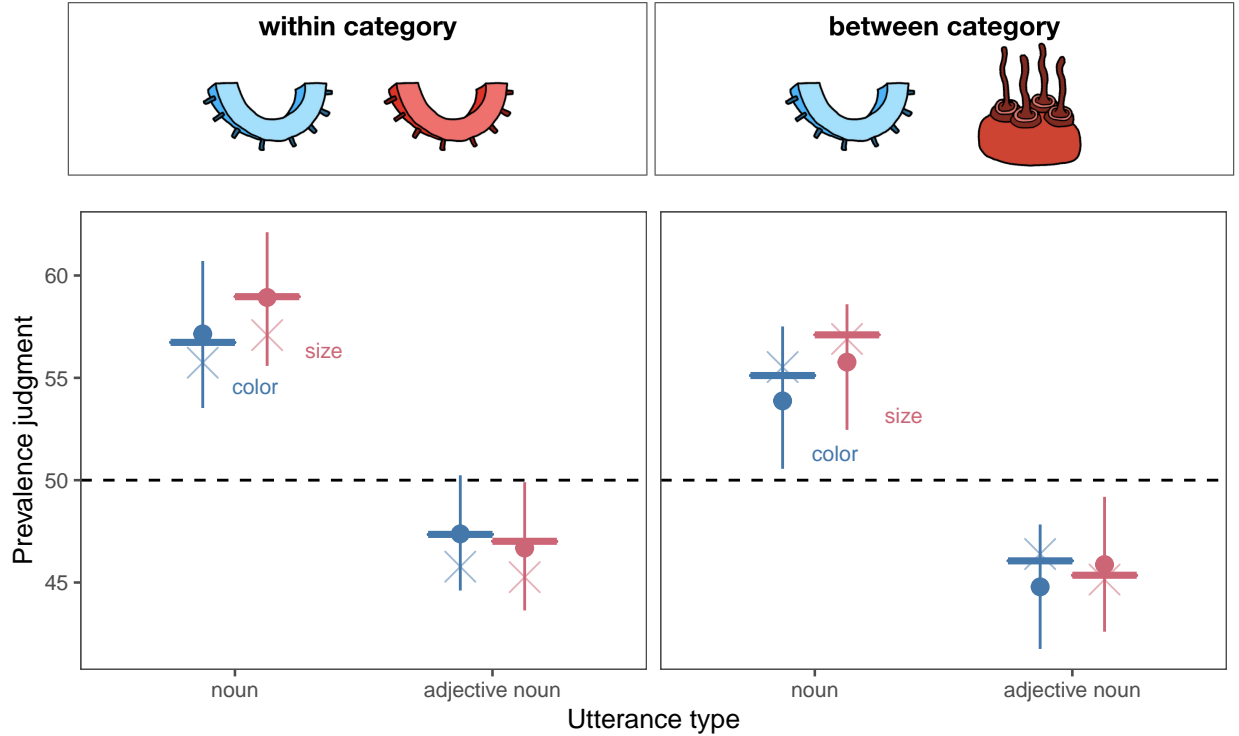 within category
between category
Prevalence judgment
60
55
50
45
size
color
size
color
noun
adjective noun
noun
adjective noun
Utterance type